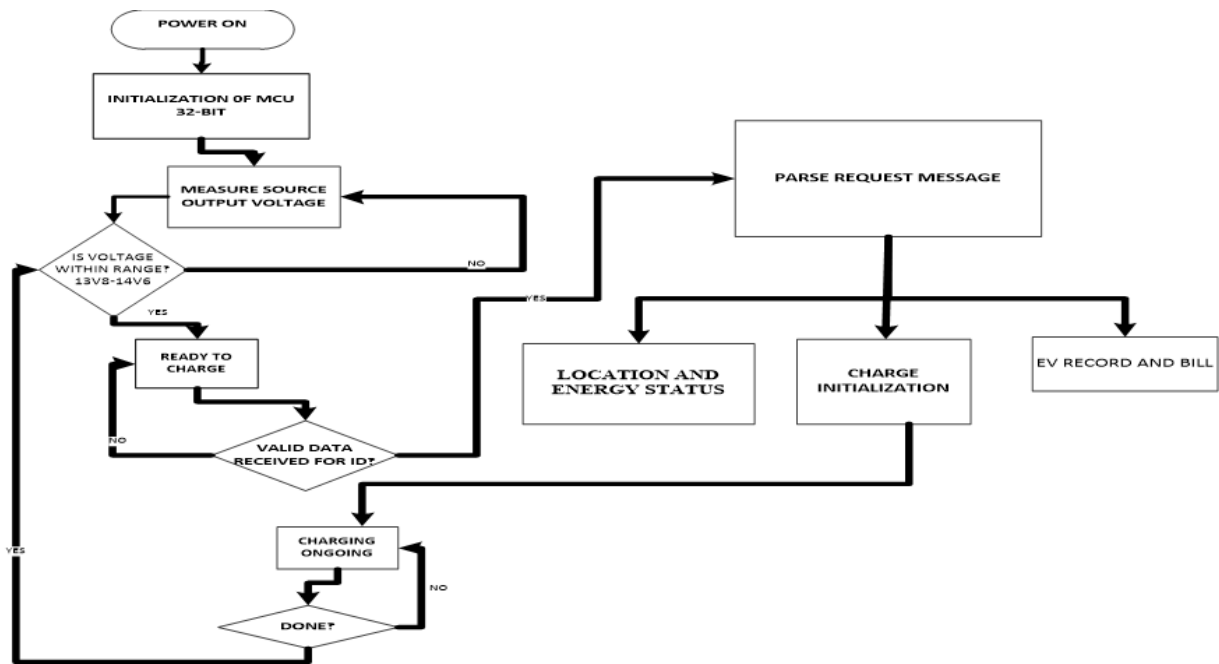 POWER ON
INITIALIZATION 0F MCU
32-BIT
MEASURE SOURCE
OUTPUT VOLTAGE
IS VOLTAGE
WITHIN RANGE?
13V8-14V6
NO
YES
READY TO
CHARGE
NO
VALID DATA
RECEIVED FOR ID?
YES
PARSE REQUEST MESSAGE
LOCATION AND
ENERGY STATUS
CHARGE
INITIALIZATION
EV RECORD AND BILL
CHARGING
ONGOING
NO
DONE?
YES